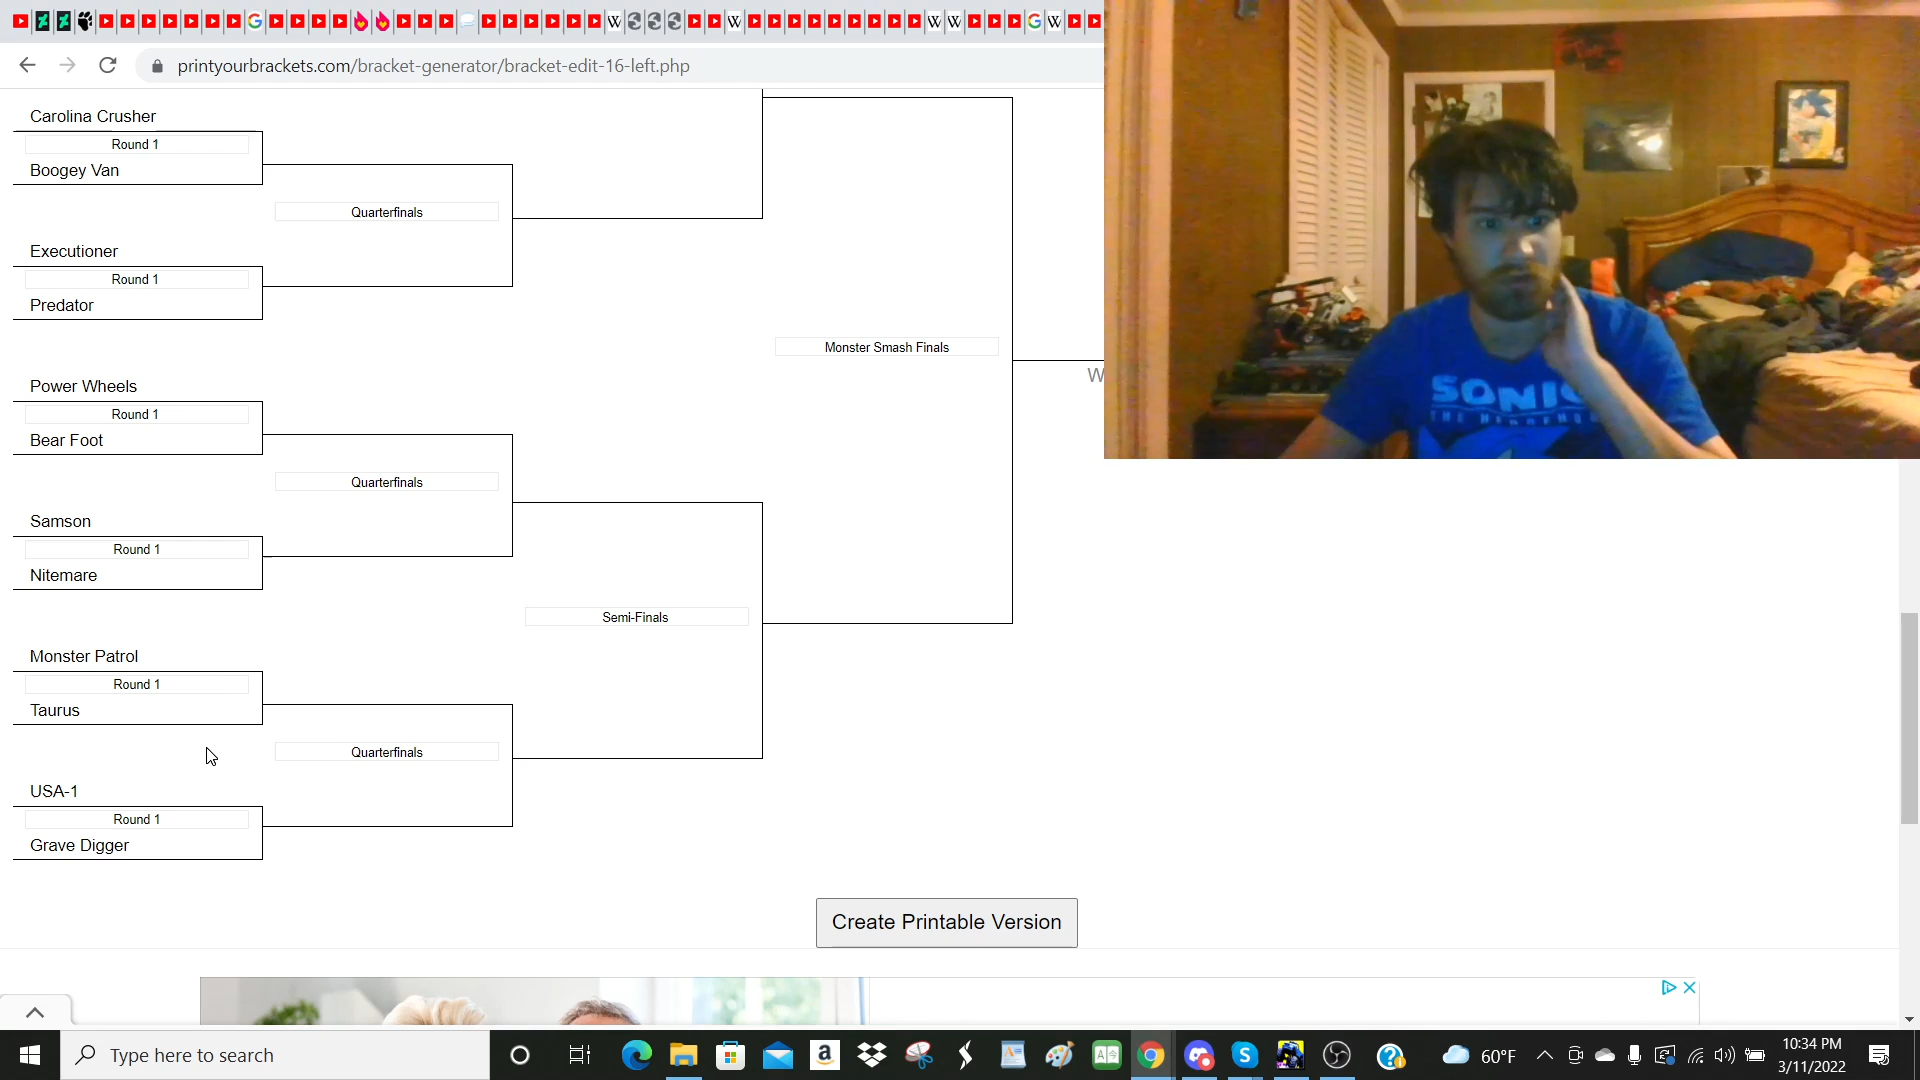 printyourbrackets.com/bracket-generator/bracket-edit-16-left.php
Carolina Crusher
Round 1
Boogey Van
Quarterfinals
Executioner
Round 1
Predator
Monster Smash Finals
W
Power Wheels
Round 1
Bear Foot
Quarterfinals
Samson
Round 1
Nitemare
Semi-Finals
Monster Patrol
Round 1
Taurus
Quarterfinals
USA-1
Round 1
Grave Digger
Create Printable Version
SONIC
THE HEDGEHOG
Type here to search
60°F
10:34 PM
3/11/2022